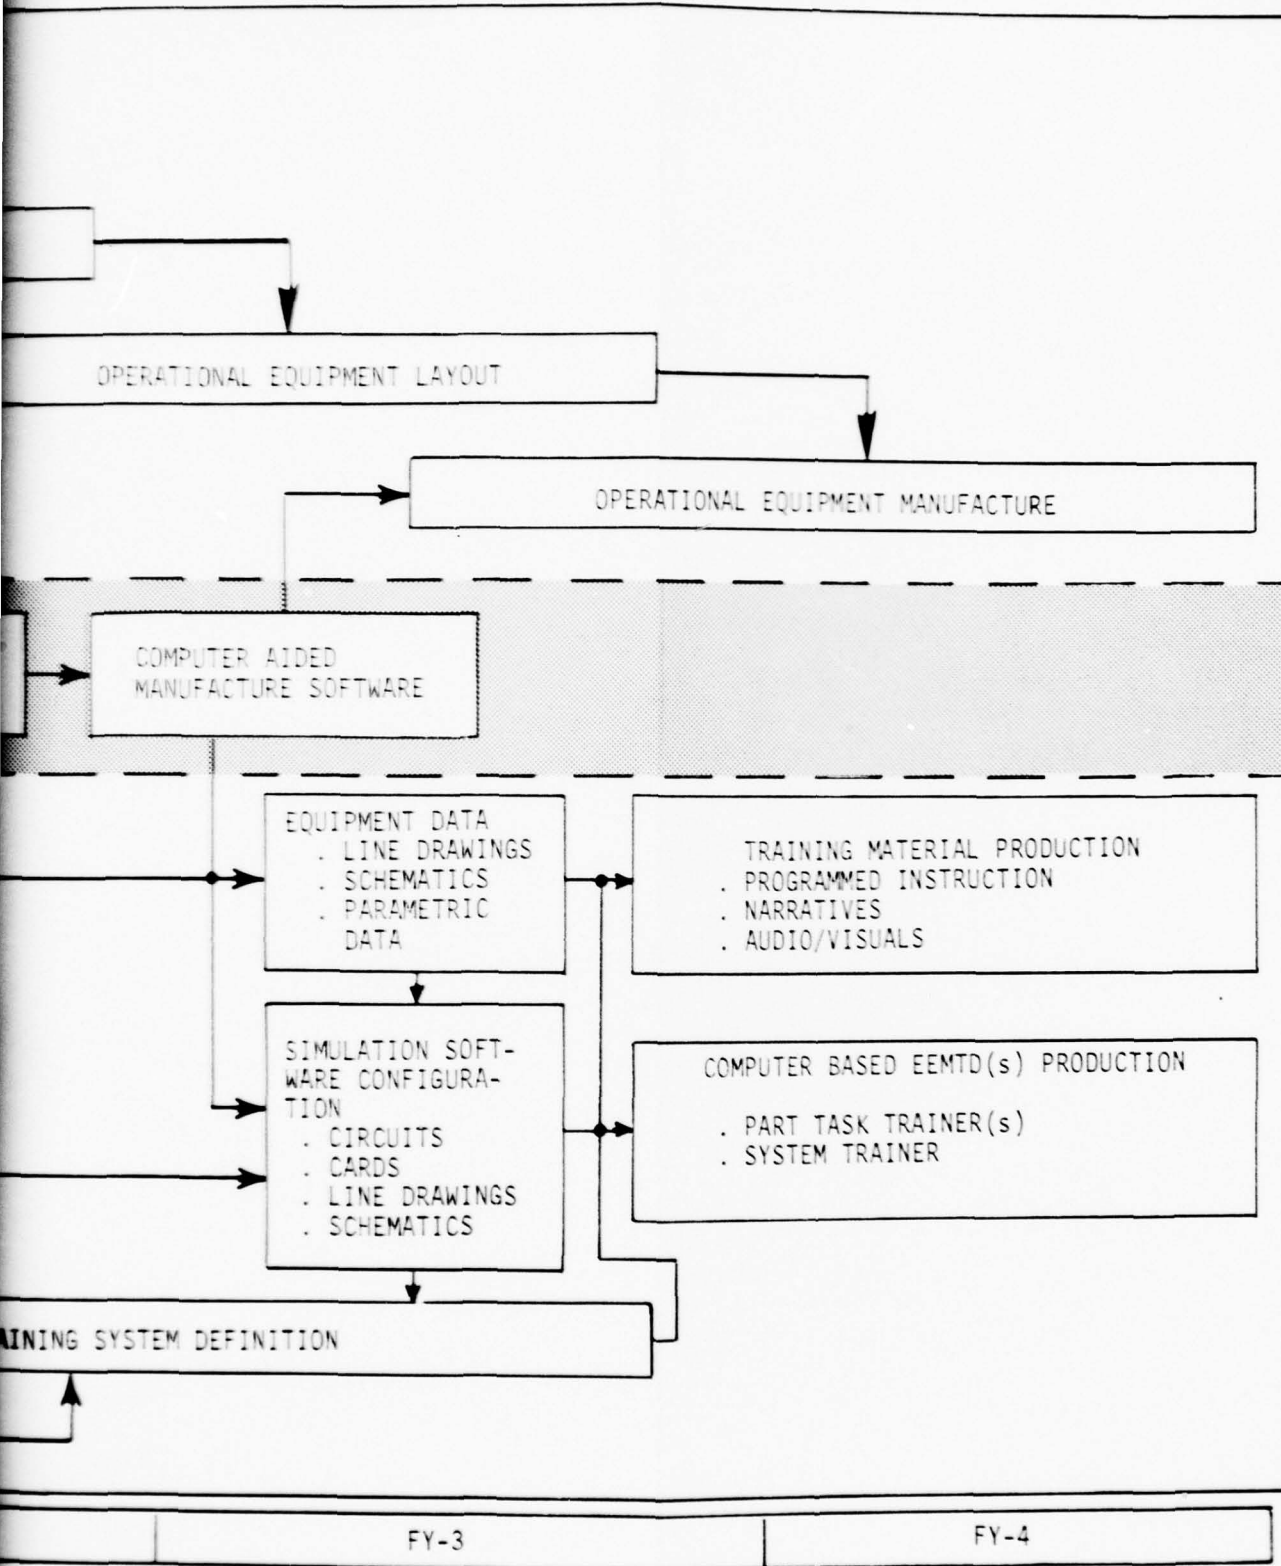 OPERATIONAL EQUIPMENT LAYOUT
OPERATIONAL EQUIPMENT MANUFACTURE
COMPUTER AIDED
MANUFACTURE SOFTWARE
EQUIPMENT DATA
. LINE DRAWINGS
. SCHEMATICS
. PARAMETRIC
DATA
TRAINING MATERIAL PRODUCTION
. PROGRAMMED INSTRUCTION
. NARRATIVES
. AUDIO/VISUALS
SIMULATION SOFT-
WARE CONFIGURA-
TION
. CIRCUITS
. CARDS
. LINE DRAWINGS
. SCHEMATICS
COMPUTER BASED EEMTD(s) PRODUCTION
. PART TASK TRAINER(s)
. SYSTEM TRAINER
AINING SYSTEM DEFINITION
FY-3
FY-4